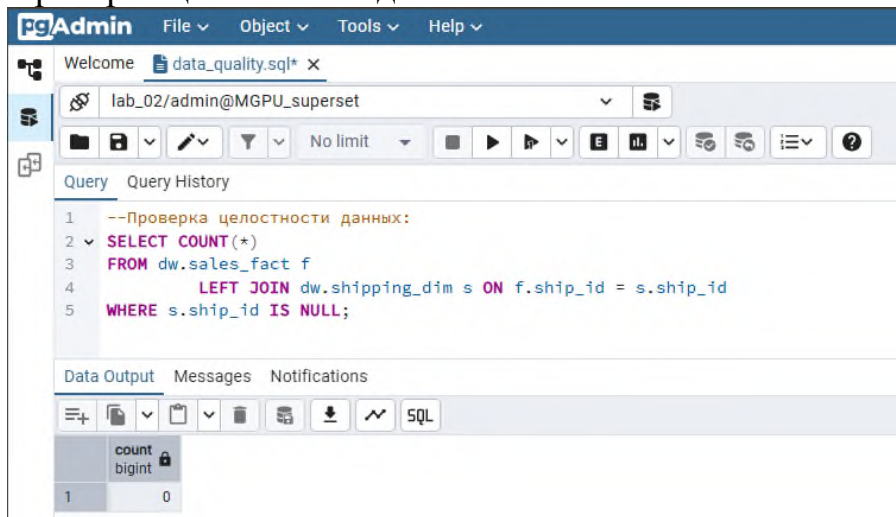 pgAdmin File Object Tools Help
Welcome data_quality.sql* X
lab_02/admin@MGPU_superset
No limit E
Query Query History
1 --Проверка целостности данных:
2 SELECT COUNT(*)
3 FROM dw.sales_fact f
4 LEFT JOIN dw.shipping_dim s ON f.ship_id = s.ship_id
5 WHERE s.ship_id IS NULL;
Data Output Messages Notifications
SQL
count
bigint
1 0